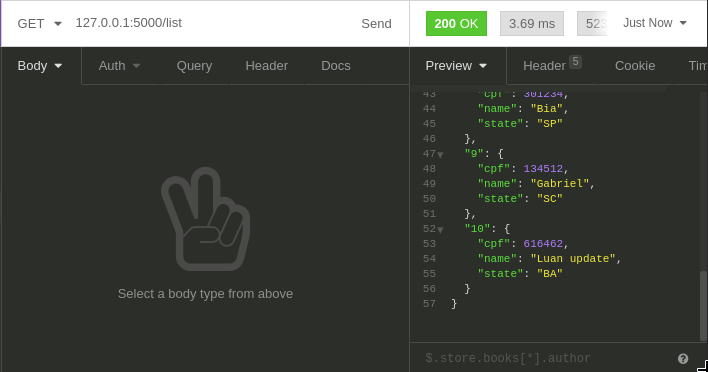 GET 127.0.0.1:5000/list Send 200 OK 3.69 ms 523 Just Now
Body Auth Query Header Docs Preview Header 5 Cookie Tim
43 "cpf": 301234,
44 "name": "Bia",
45 "state": "SP"
46 },
47 "9": {
48 "cpf": 134512,
49 "name": "Gabriel",
50 "state": "SC"
51 },
52 "10": {
53 "cpf": 616462,
54 "name": "Luan update",
55 "state": "BA"
56 }
57 }
Select a body type from above
$.store.books[*].author